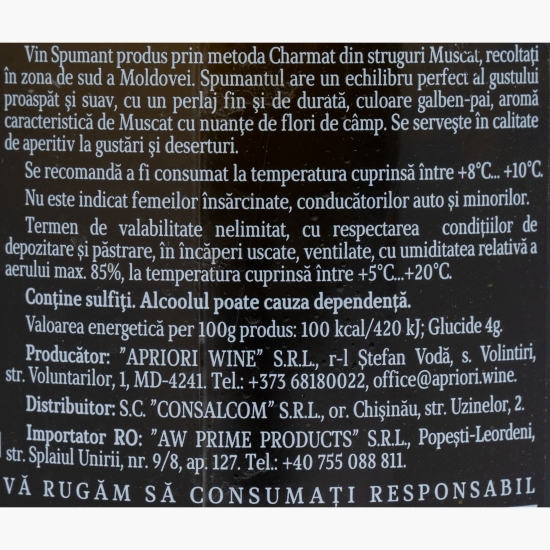 Vin Spumant produs prin metoda Charmat din struguri Muscat, recoltați
în zona de sud a Moldovei. Spumantul are un echilibru perfect al gustului
proaspăt și suav, cu un perlaj fin și de durată, culoare galben-pai, aromă
caracteristică de Muscat cu nuanțe de flori de câmp. Se servește în calitate
de aperitiv la gustări și deserturi.
Se recomandă a fi consumat la temperatura cuprinsă între +8°C... +10°C.
Nu este indicat femeilor însărcinate, conducătorilor auto și minorilor.
Termen de valabilitate nelimitat, cu respectarea condițiilor de
depozitare și păstrare, în încăperi uscate, ventilate, cu umiditatea relativă a
aerului max. 85%, la temperatura cuprinsă între +5°C...+20°C.
Conține sulfiți. Alcoolul poate cauza dependență.
Valoarea energetică per 100g produs: 100 kcal/420 kJ; Glucide 4g.
Producător: "APRIORI WINE" S.R.L., r-l Ștefan Vodă, s. Volintiri,
str. Voluntarilor, 1, MD-4241. Tel.: +373 68180022, office@apriori.wine.
Distribuitor: S.C. "CONSALCOM" S.R.L., or. Chișinău, str. Uzinelor, 2.
Importator RO: "AW PRIME PRODUCTS" S.R.L., Popești-Leordeni,
str. Splaiul Unirii, nr. 9/8, ap. 127. Tel.: +40 755 088 811.
VĂ RUGĂM SĂ CONSUMAȚI RESPONSABIL